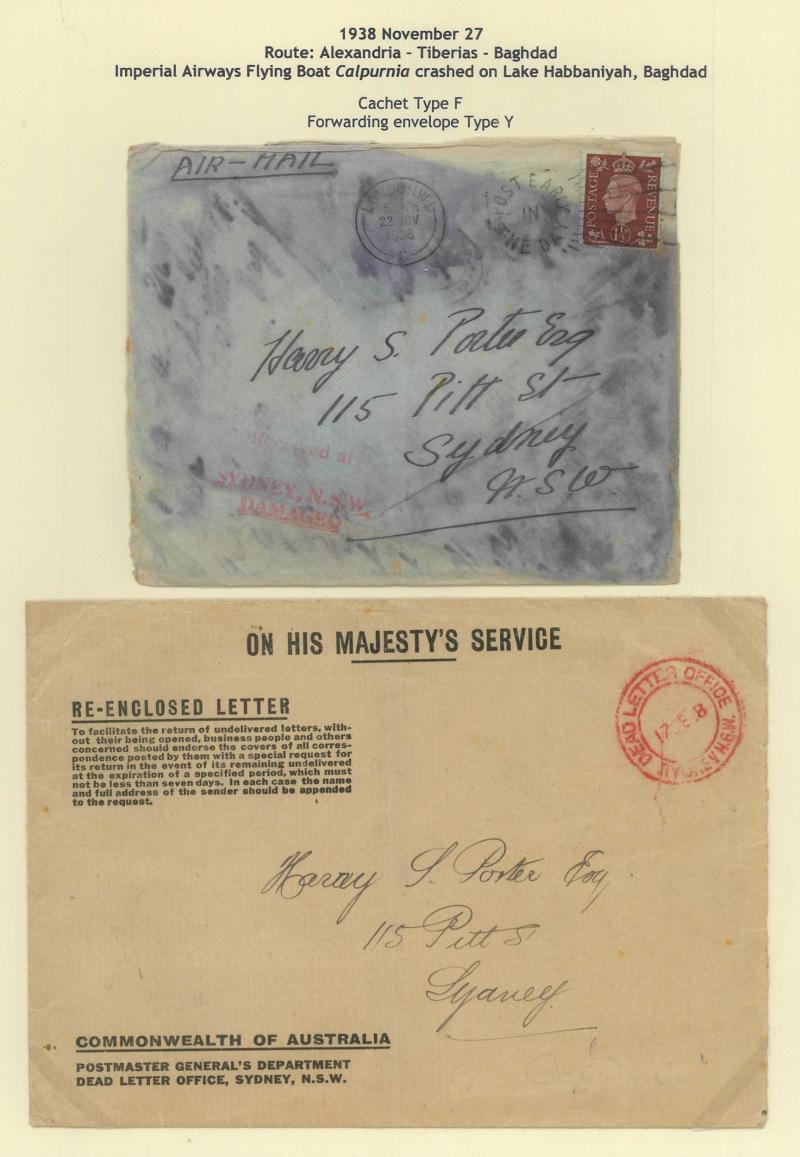 1938 November 27
Route: Alexandria - Tiberias - Baghdad
Imperial Airways Flying Boat Calpurnia crashed on Lake Habbaniyah, Baghdad
Cachet Type F
Forwarding envelope Type Y
AIR-MAIL
LONDON W
22 NOV
1938
C
POST EARLY
IN
THE DAY
POSTAGE
REVENUE
1½D
Harry S. Porter Esq
115 Pitt St
Sydney
N.S.W.
Received at
SYDNEY, N.S.W.
DAMAGED
ON HIS MAJESTY'S SERVICE
RE-ENCLOSED LETTER
To facilitate the return of undelivered letters, with-
out their being opened, business people and others
concerned should endorse the covers of all corres-
pondence posted by them with a special request for
its return in the event of its remaining undelivered
at the expiration of a specified period, which must
not be less than seven days. In each case the name
and full address of the sender should be appended
to the request.
DEAD LETTER OFFICE
SYDNEY N.S.W.
Harry S. Porter Esq.
115 Pitt S
Sydney
COMMONWEALTH OF AUSTRALIA
POSTMASTER GENERAL'S DEPARTMENT
DEAD LETTER OFFICE, SYDNEY, N.S.W.